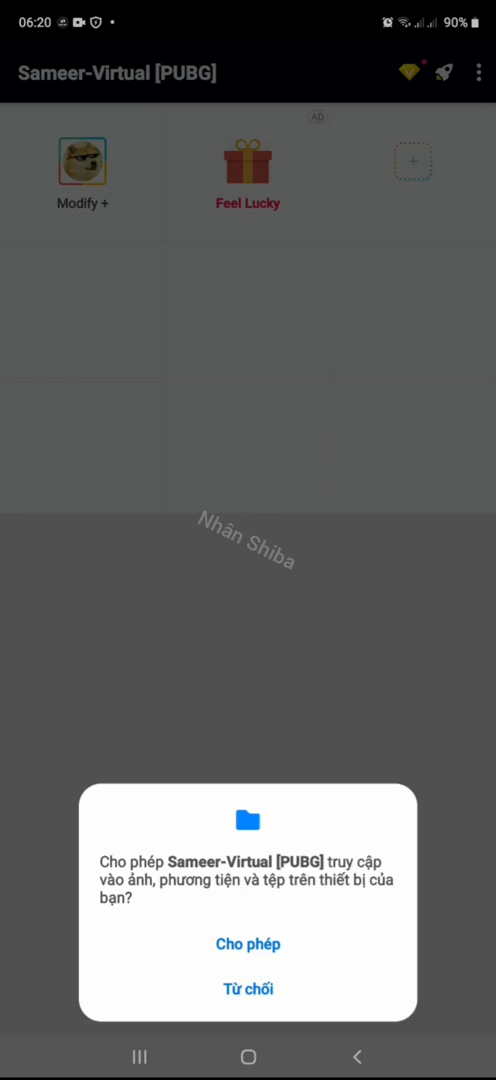 06:20
90%
Sameer-Virtual [PUBG]
AD
Modify +
Feel Lucky
Nhân Shiba
Cho phép Sameer-Virtual [PUBG] truy cập
vào ảnh, phương tiện và tệp trên thiết bị của
bạn?
Cho phép
Từ chối